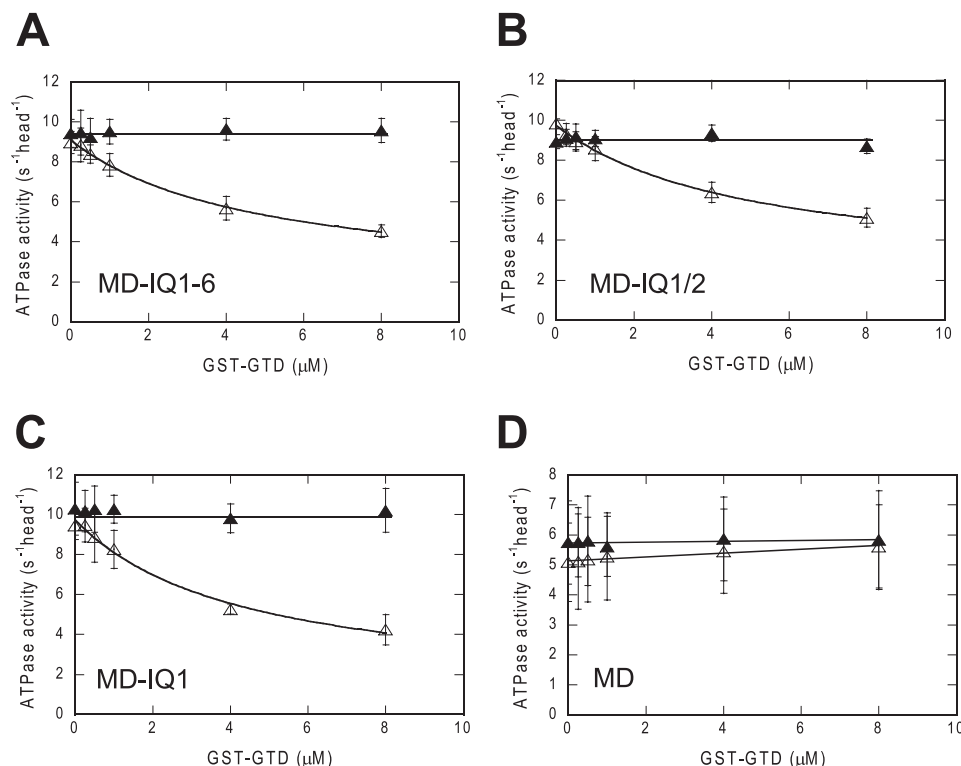 A
ATPase activity (s⁻¹head⁻¹)
12
10
8
6
4
2
0
MD-IQ1-6
0 2 4 6 8 10
GST-GTD (μM)
B
ATPase activity (s⁻¹head⁻¹)
12
10
8
6
4
2
0
MD-IQ1/2
0 2 4 6 8 10
GST-GTD (μM)
C
ATPase activity (s⁻¹head⁻¹)
12
10
8
6
4
2
0
MD-IQ1
0 2 4 6 8 10
GST-GTD (μM)
D
ATPase activity (s⁻¹head⁻¹)
8
7
6
5
4
3
2
1
0
MD
0 2 4 6 8 10
GST-GTD (μM)